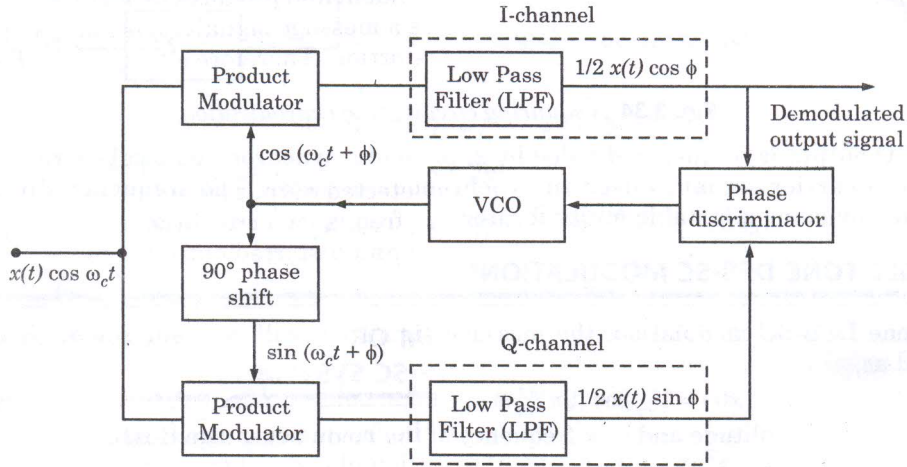 I-channel
Product
Modulator
Low Pass
Filter (LPF)
1/2 x(t) cos ϕ
Demodulated
output signal
cos (ω_c t + ϕ)
VCO
Phase
discriminator
x(t) cos ω_c t
90° phase
shift
sin (ω_c t + ϕ)
Q-channel
Product
Modulator
Low Pass
Filter (LPF)
1/2 x(t) sin ϕ